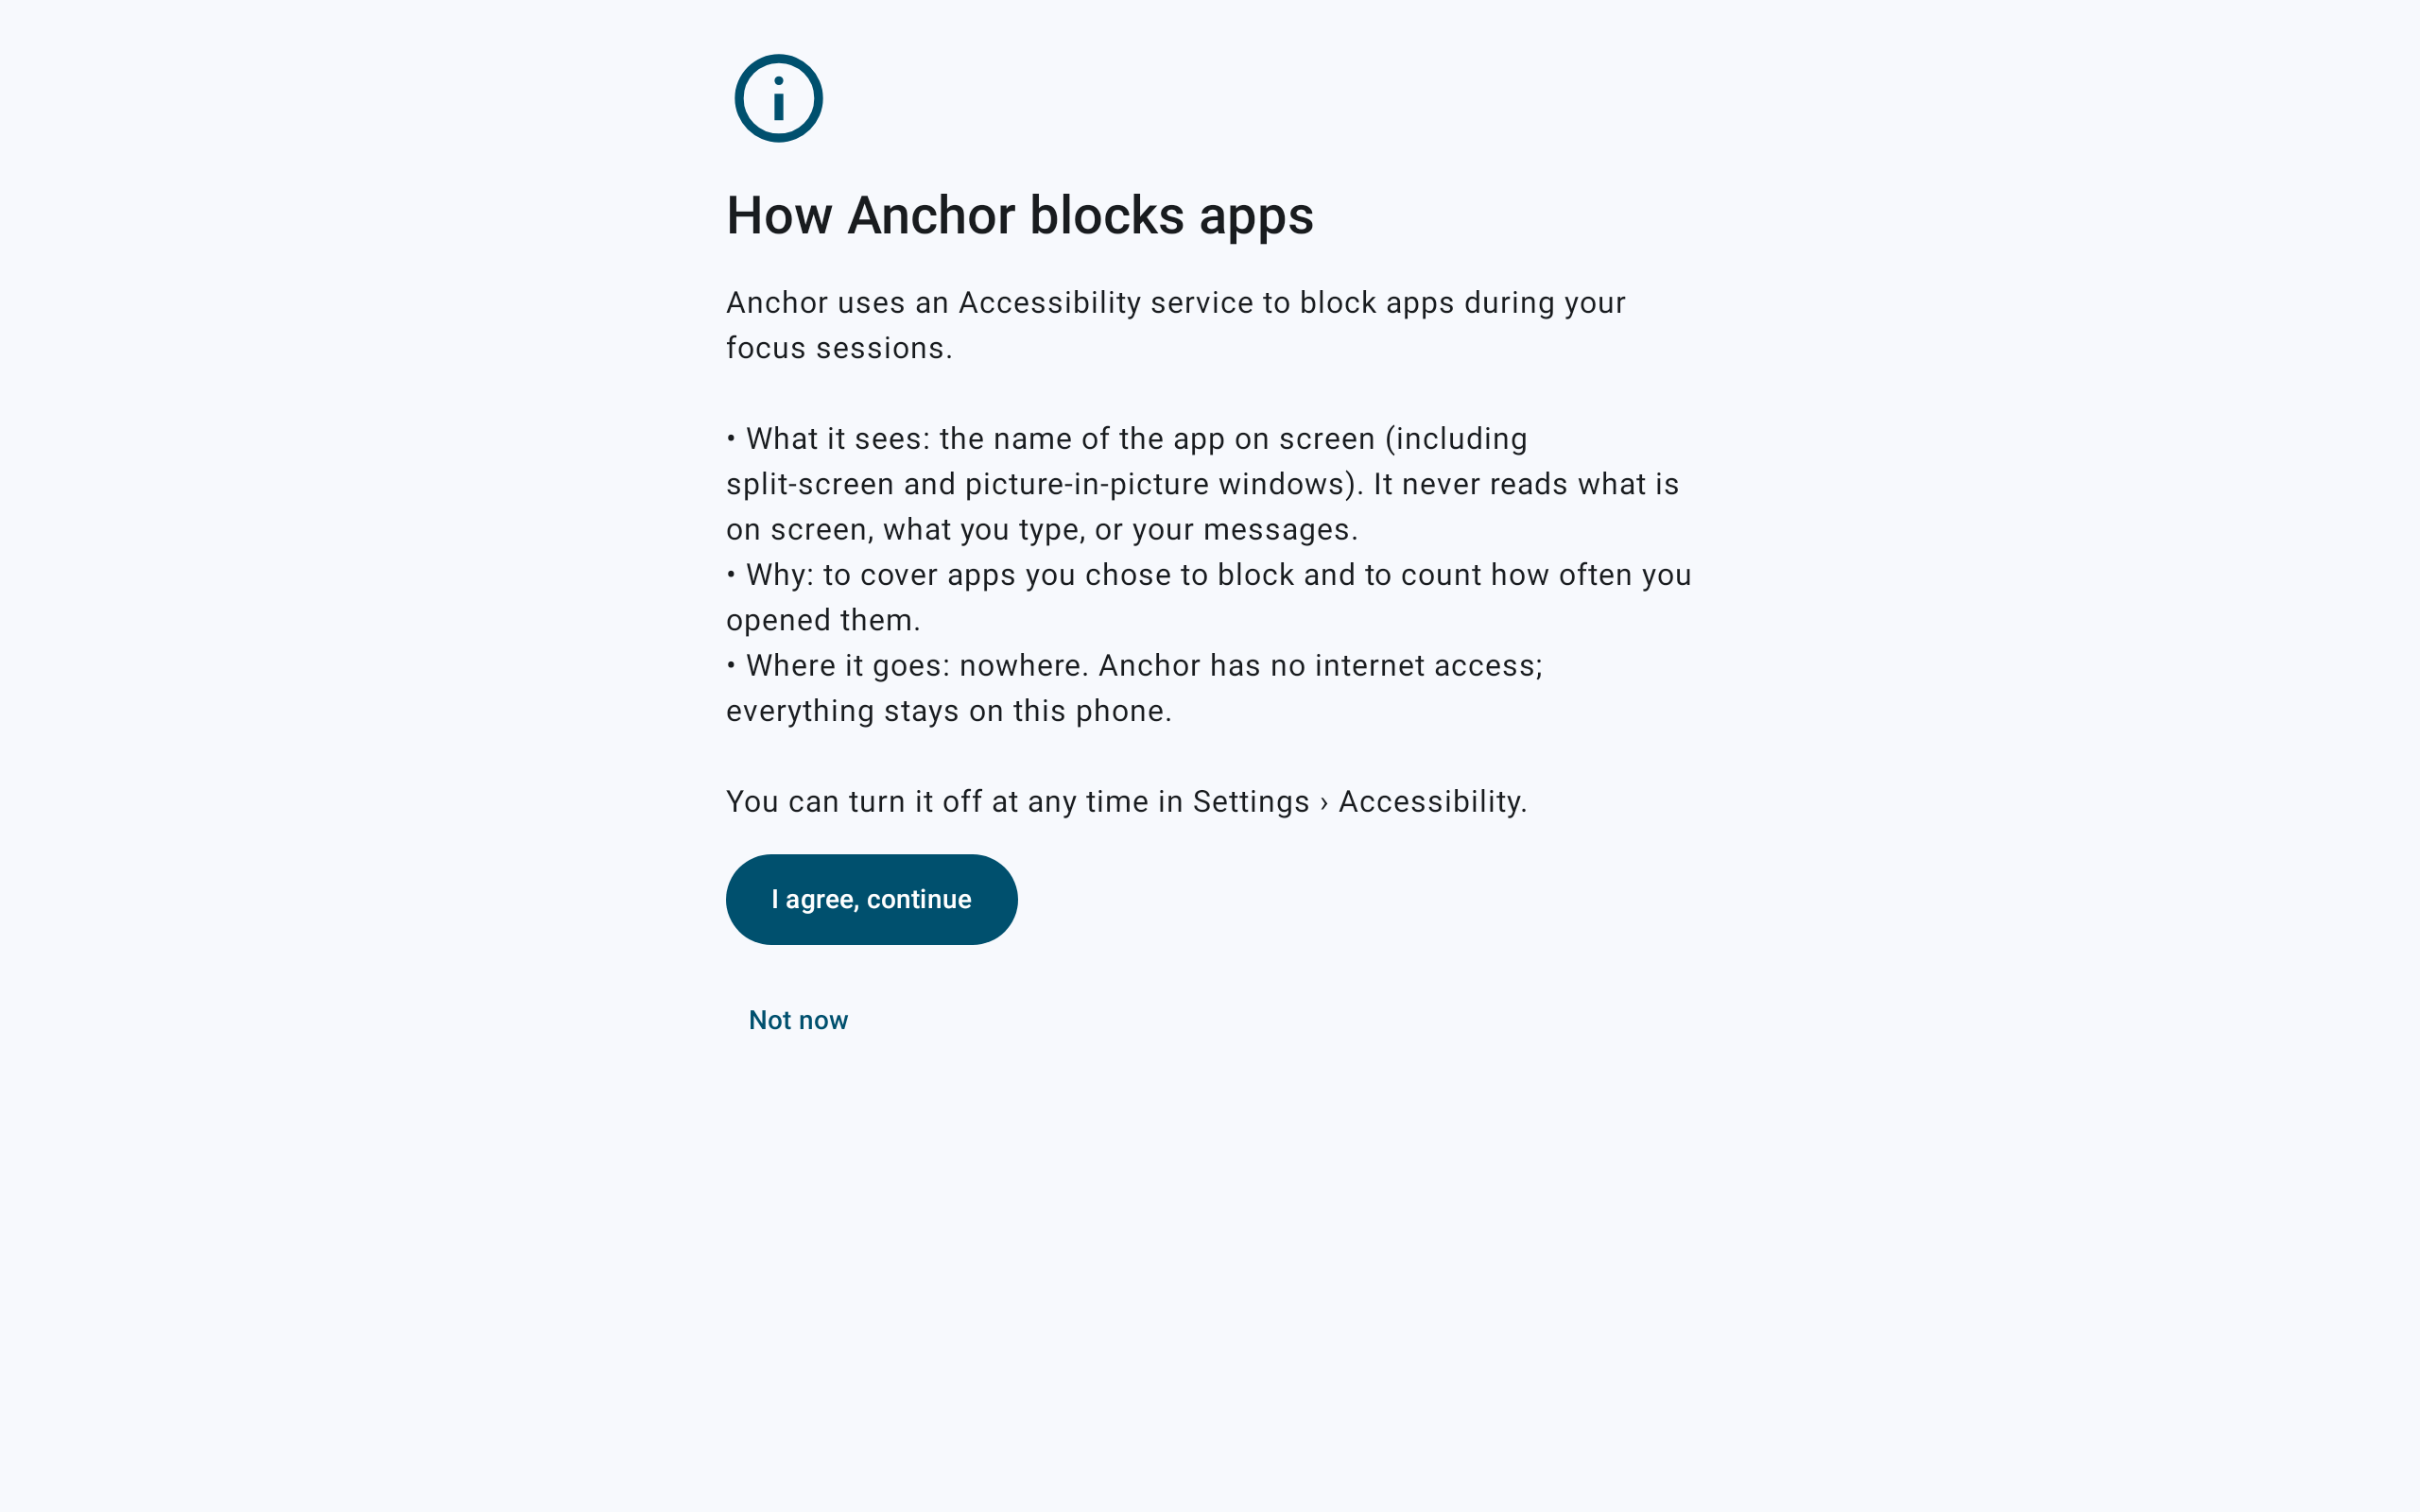 How Anchor blocks apps
Anchor uses an Accessibility service to block apps during your
focus sessions.
• What it sees: the name of the app on screen (including
split-screen and picture-in-picture windows). It never reads what is
on screen, what you type, or your messages.
• Why: to cover apps you chose to block and to count how often you
opened them.
• Where it goes: nowhere. Anchor has no internet access;
everything stays on this phone.
You can turn it off at any time in Settings › Accessibility.
I agree, continue
Not now